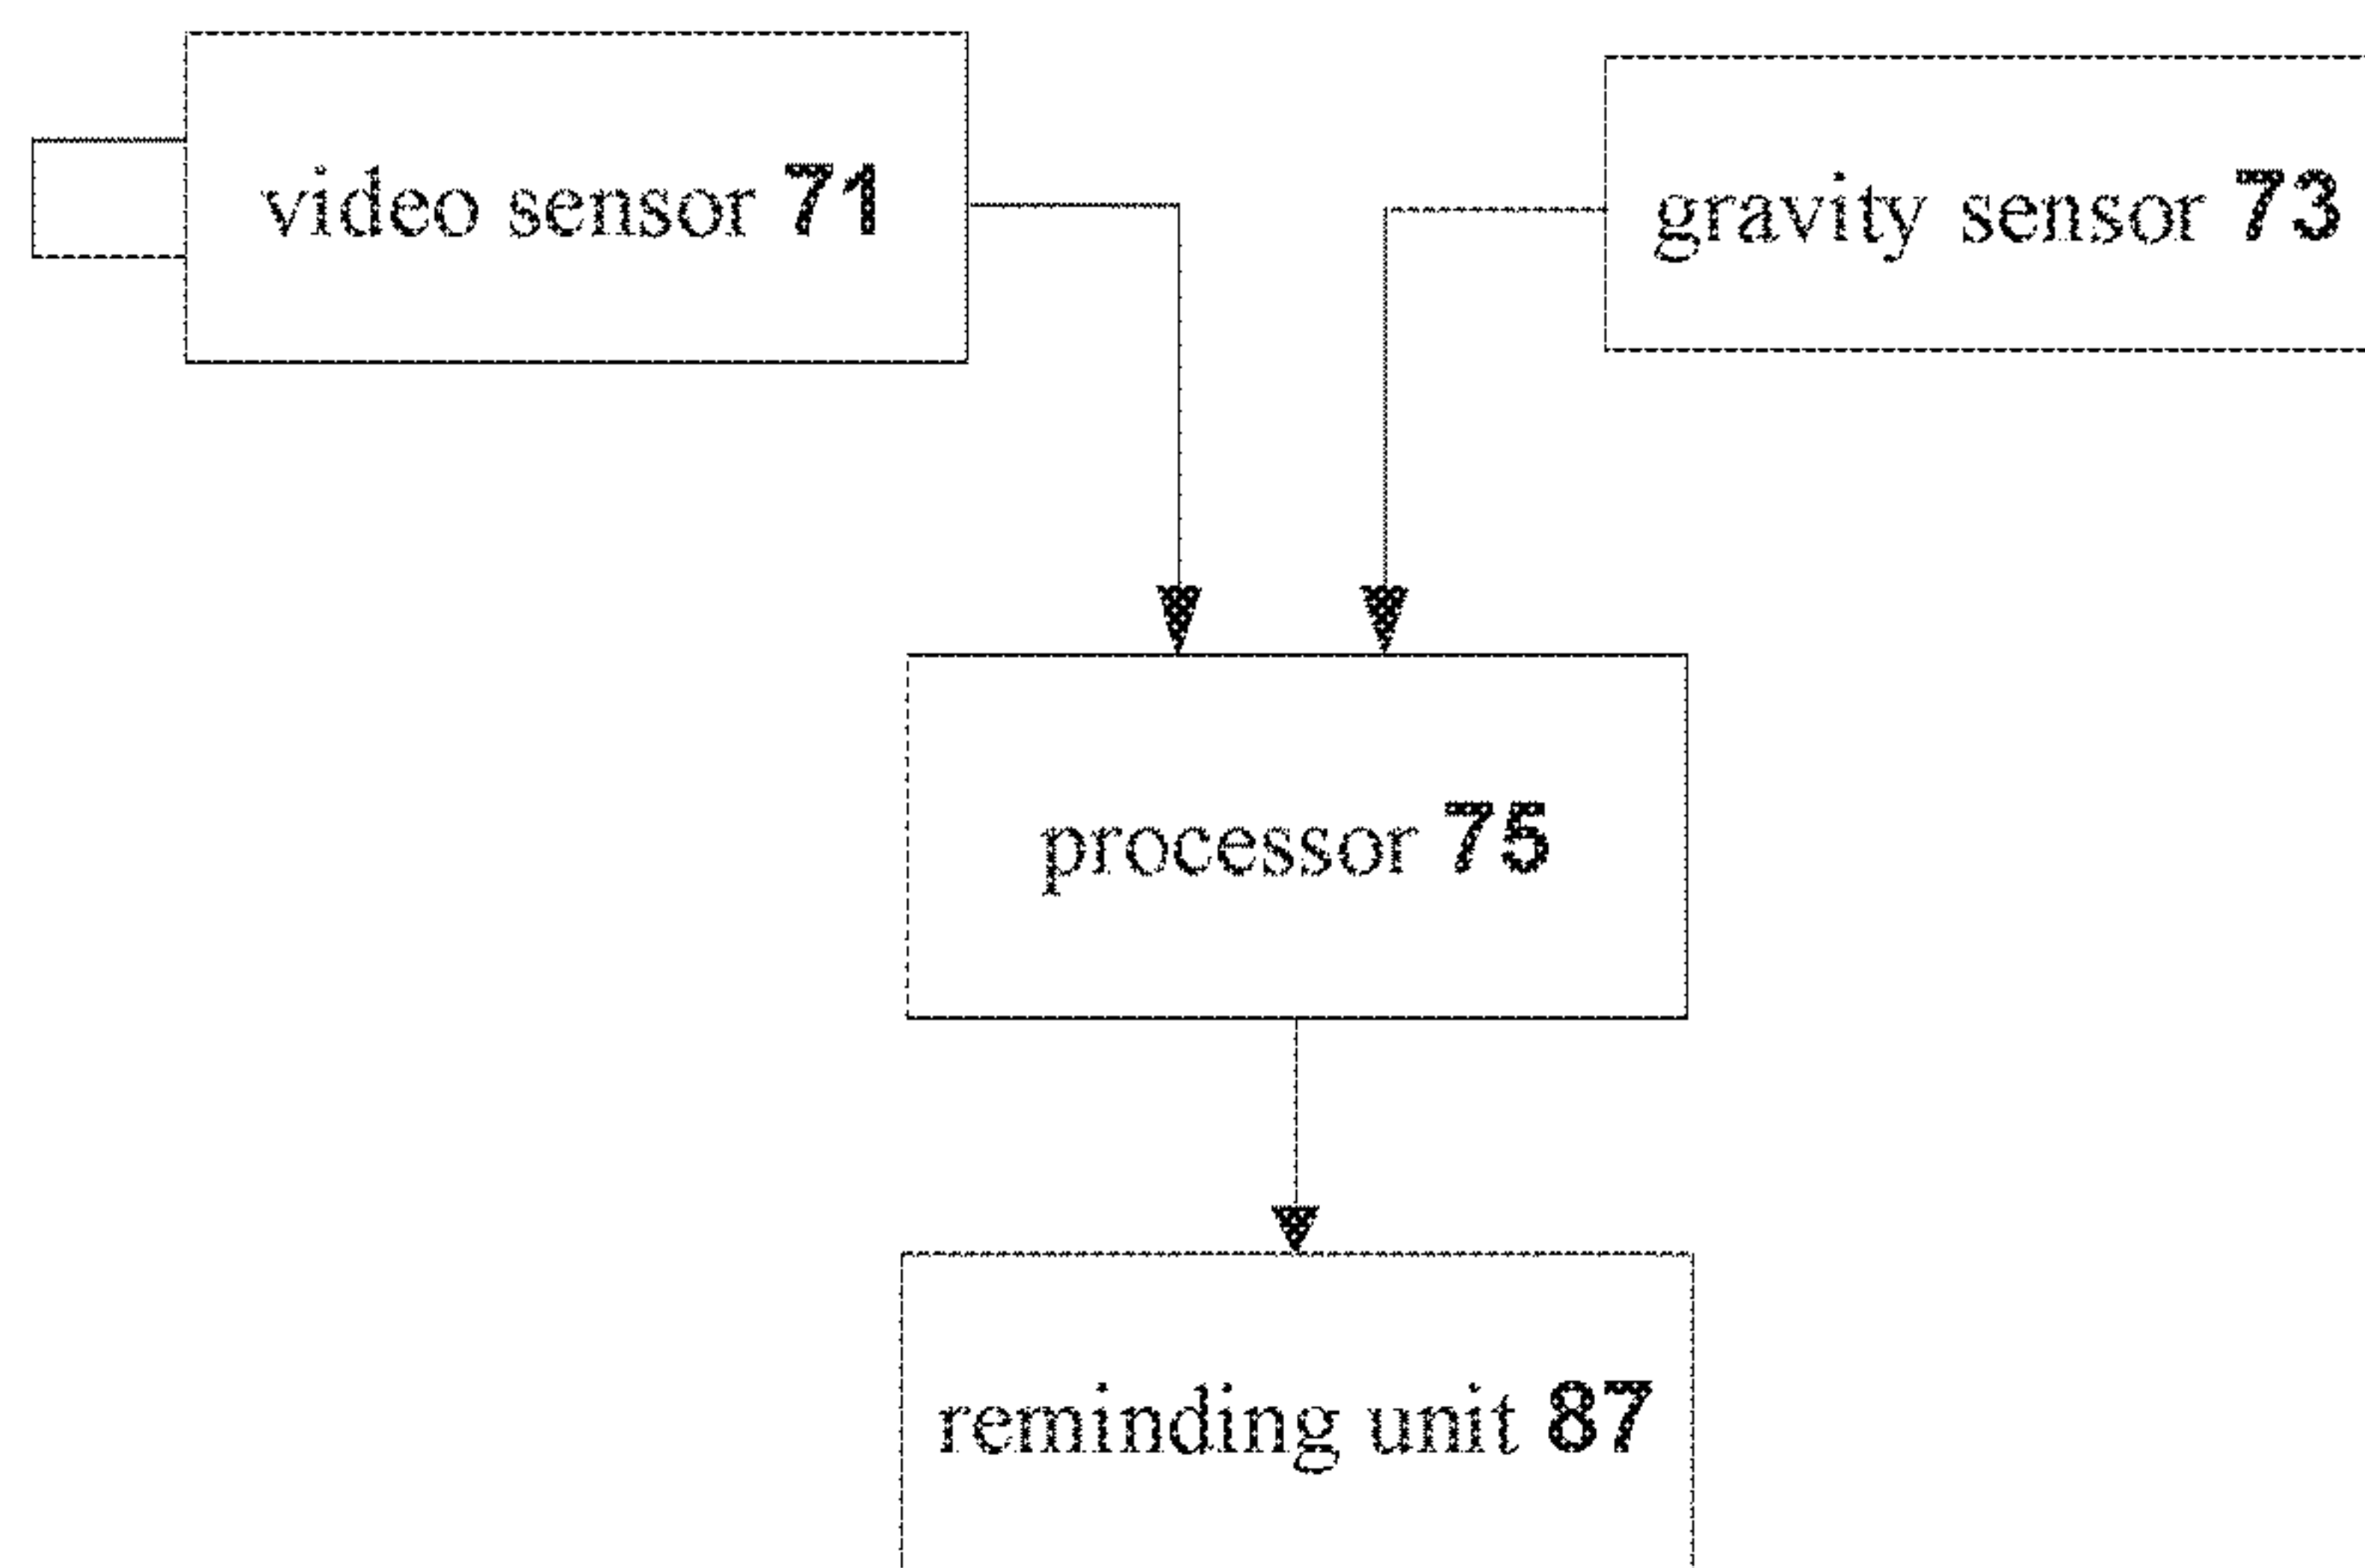 video sensor 71
gravity sensor 73
processor 75
reminding unit 87